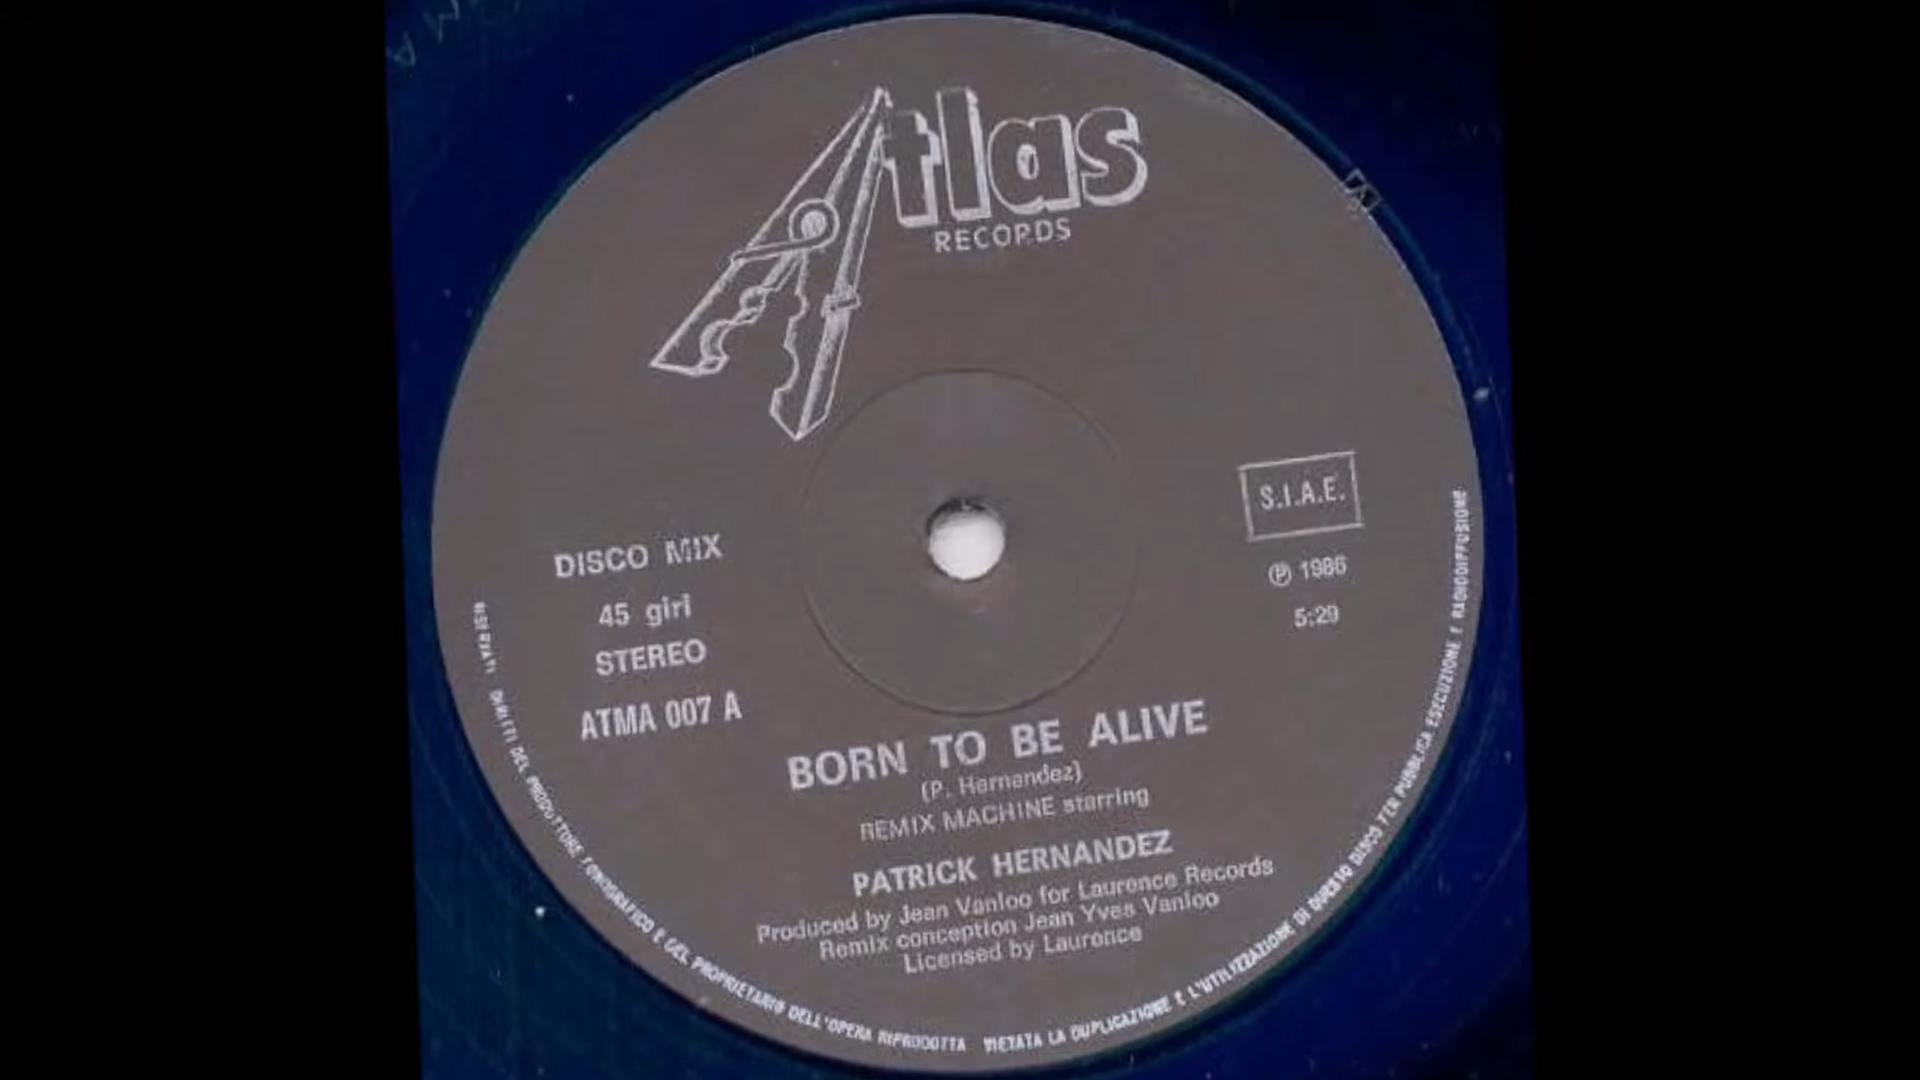 Atlas
RECORDS
S.I.A.E.
℗ 1986
5:29
DISCO MIX
45 giri
STEREO
ATMA 007 A
BORN TO BE ALIVE
(P. Hernandez)
REMIX MACHINE starring
PATRICK HERNANDEZ
Produced by Jean Vanloo for Laurence Records
Remix conception Jean Yves Vanloo
Licensed by Laurence
RISERVATI DIRITTI DEL PRODUTTORE FONOGRAFICO E DEL PROPRIETARIO DELL'OPERA RIPRODOTTA VIETATA LA DUPLICAZIONE E L'UTILIZZAZIONE DI QUESTO DISCO PER PUBBLICA ESECUZIONE E RADIODIFFUSIONE